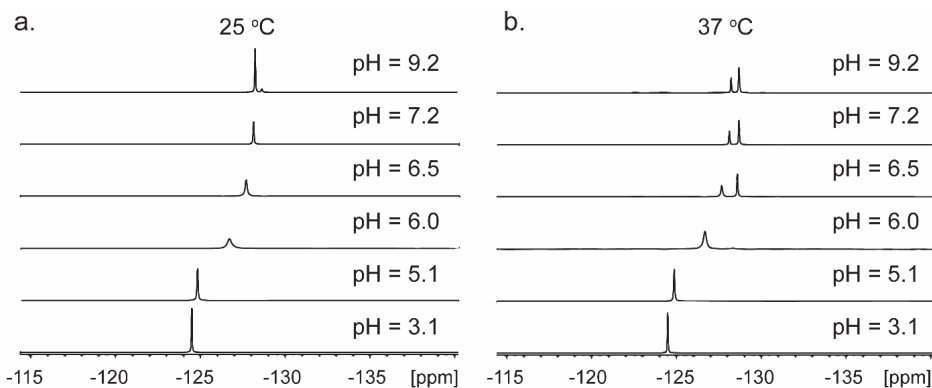 a.
25 °C
pH = 9.2
pH = 7.2
pH = 6.5
pH = 6.0
pH = 5.1
pH = 3.1
-115 -120 -125 -130 -135 [ppm]
b.
37 °C
pH = 9.2
pH = 7.2
pH = 6.5
pH = 6.0
pH = 5.1
pH = 3.1
-115 -120 -125 -130 -135 [ppm]